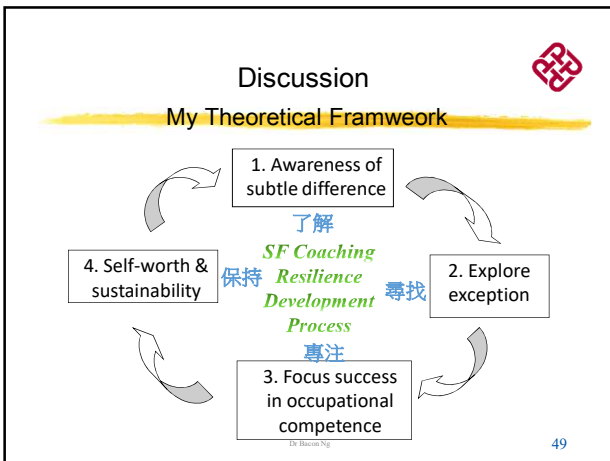 Discussion
My Theoretical Framweork
1. Awareness of
subtle difference
了解
SF Coaching
Resilience
Development
Process
保持
尋找
4. Self-worth &
sustainability
2. Explore
exception
專注
3. Focus success
in occupational
competence
Dr Bacon Ng
49